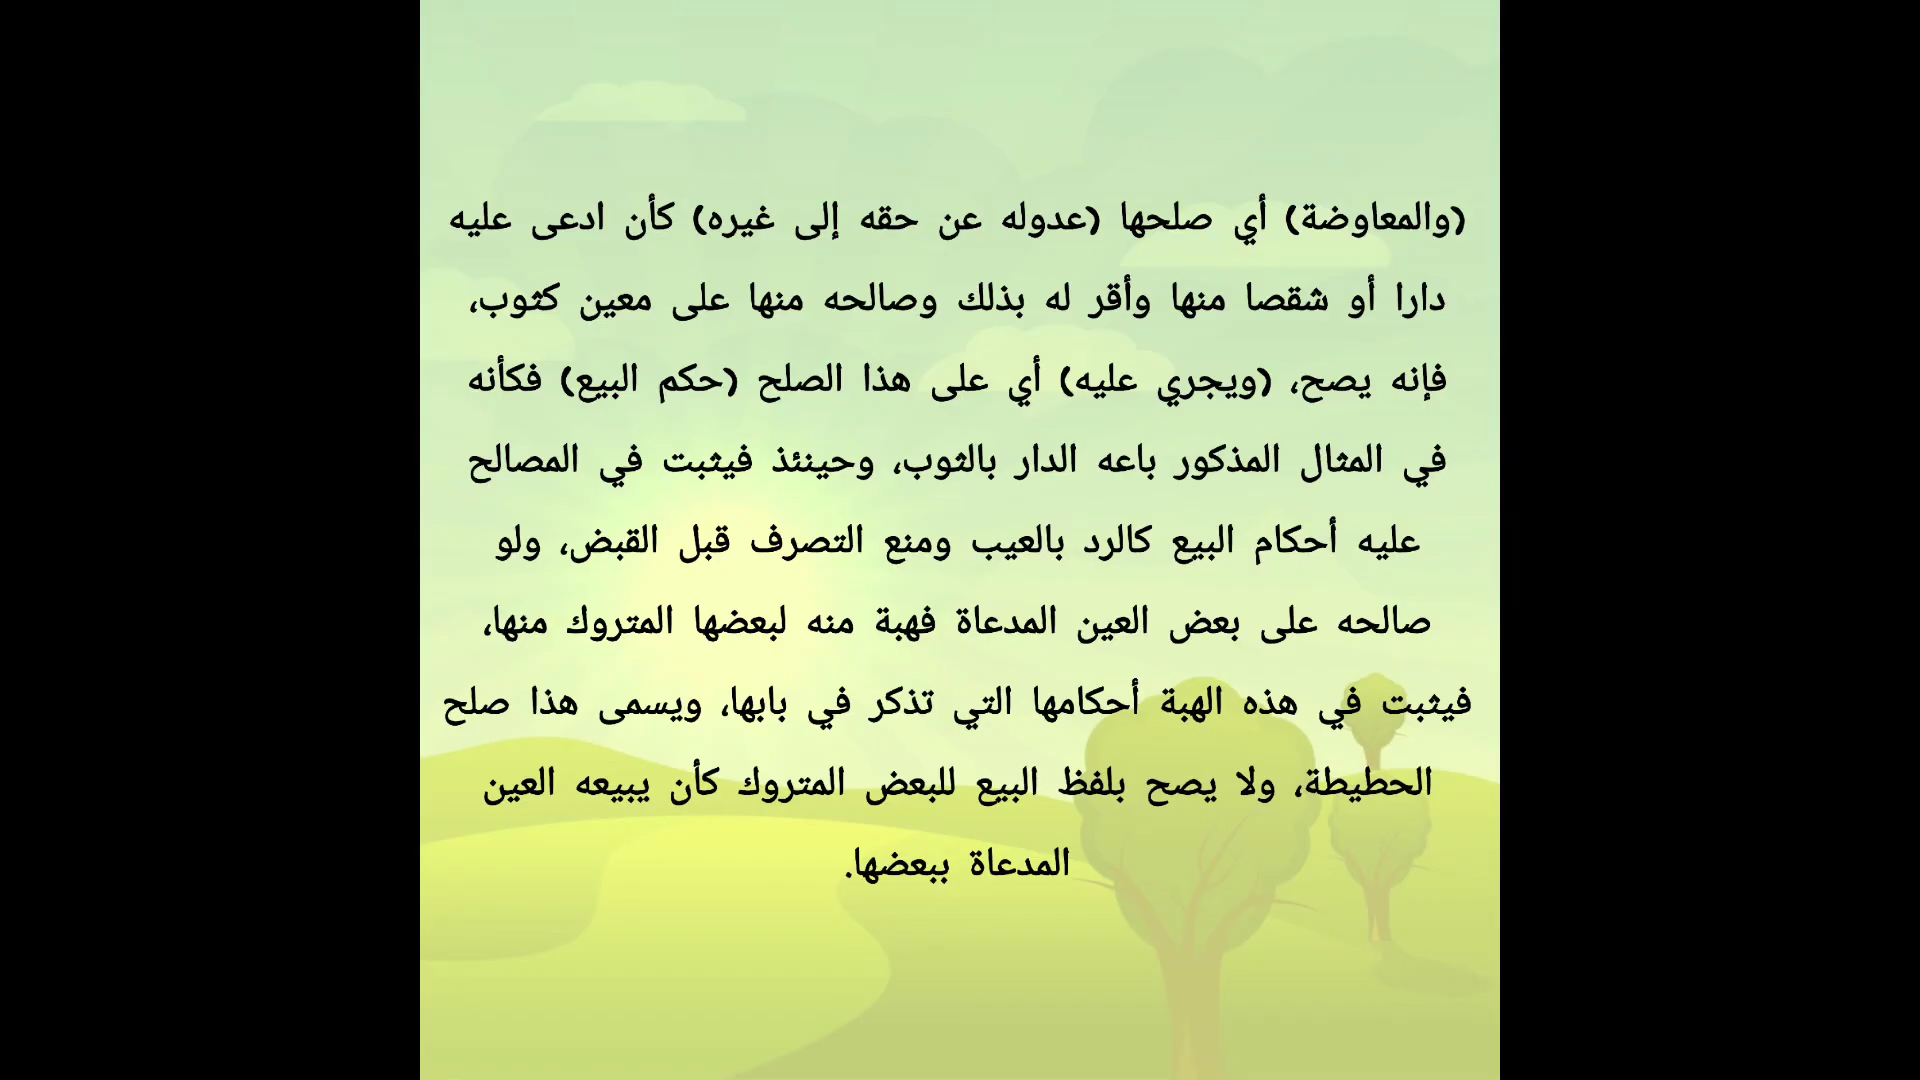 (والمعاوضة) أي صلحها (عدوله عن حقه إلى غيره) كأن ادعى عليه
دارا أو شقصا منها وأقر له بذلك وصالحه منها على معين كثوب،
فإنه يصح، (ويجري عليه) أي على هذا الصلح (حكم البيع) فكأنه
في المثال المذكور باعه الدار بالثوب، وحينئذ فيثبت في المصالح
عليه أحكام البيع كالرد بالعيب ومنع التصرف قبل القبض، ولو
صالحه على بعض العين المدعاة فهبة منه لبعضها المتروك منها،
فيثبت في هذه الهبة أحكامها التي تذكر في بابها، ويسمى هذا صلح
الحطيطة، ولا يصح بلفظ البيع للبعض المتروك كأن يبيعه العين
المدعاة ببعضها.